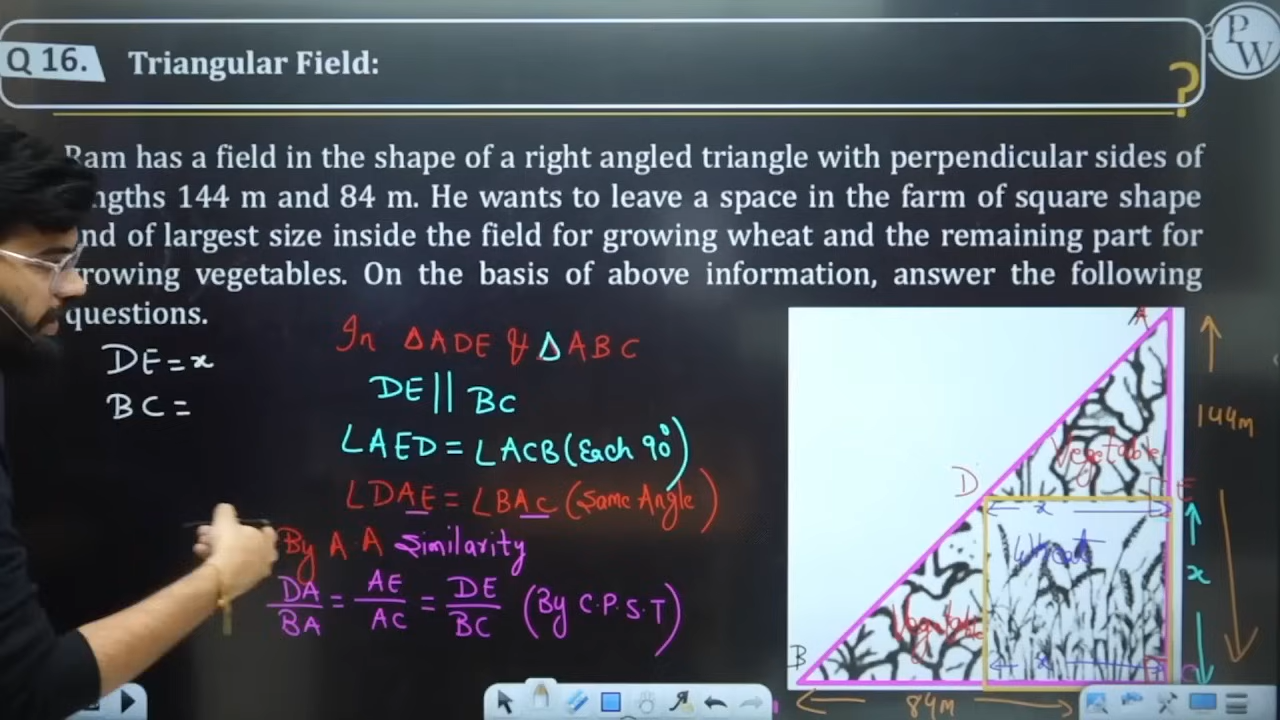 Q 16. Triangular Field:
PW
?
Ram has a field in the shape of a right angled triangle with perpendicular sides of
ngths 144 m and 84 m. He wants to leave a space in the farm of square shape
nd of largest size inside the field for growing wheat and the remaining part for
rowing vegetables. On the basis of above information, answer the following
questions.
DE = x
BC =
In ΔADE & ΔABC
DE || BC
∠AED = ∠ACB (Each 90°)
∠DAE = ∠BAC (Same Angle)
By A A Similarity
DA/BA = AE/AC = DE/BC (By C.P.S.T)
A
144m
Vegetable
D
E
x
Wheat
x
Vegetable
B
x
C
84m